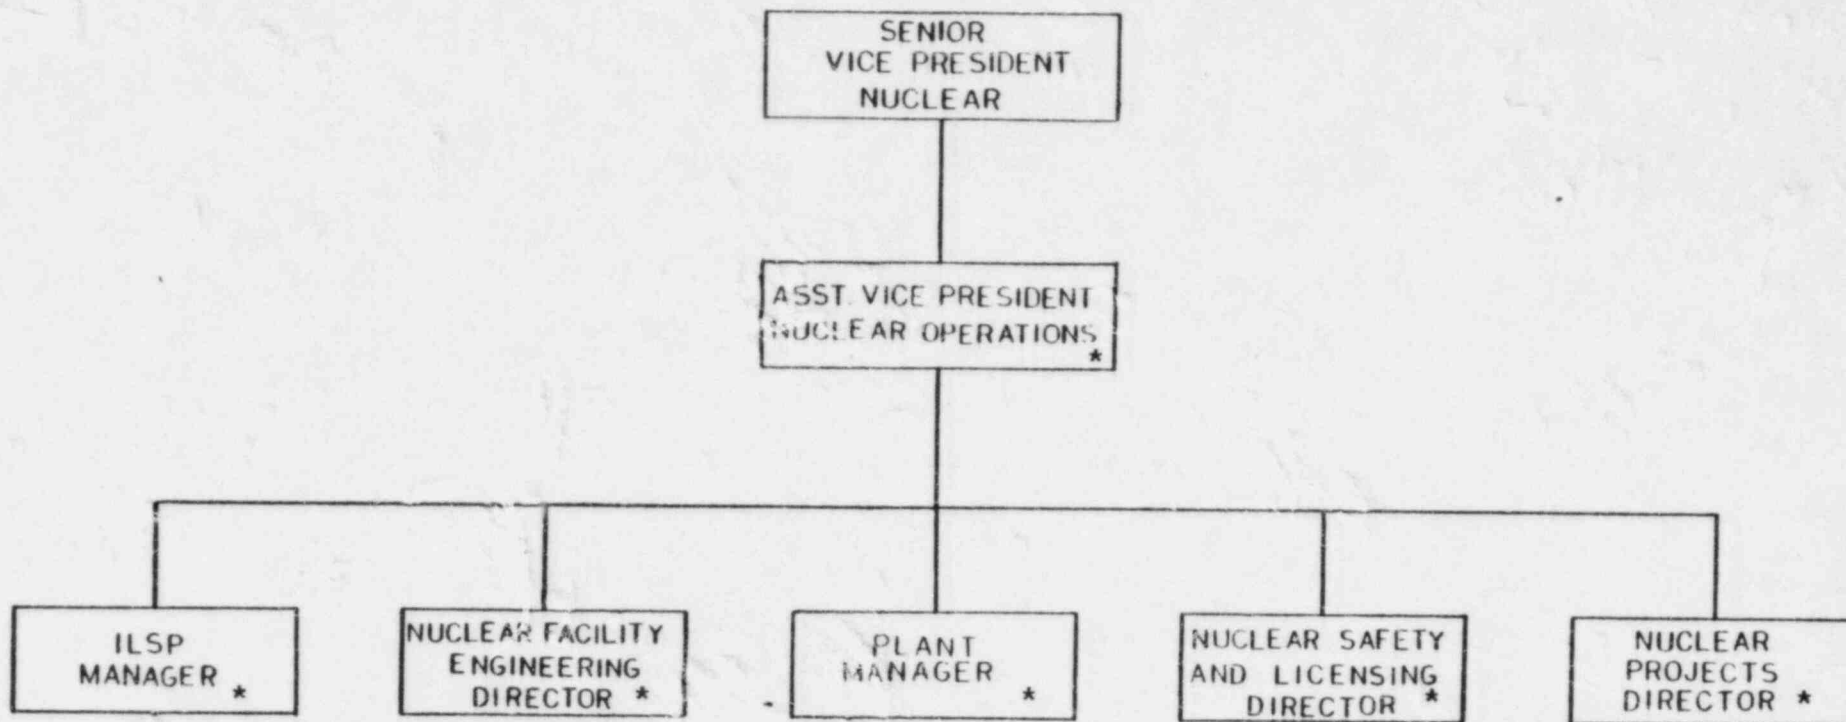 SENIOR
VICE PRESIDENT
NUCLEAR
ASST. VICE PRESIDENT
NUCLEAR OPERATIONS
*
ILSP
MANAGER *
NUCLEAR FACILITY
ENGINEERING
DIRECTOR *
PLANT
MANAGER *
NUCLEAR SAFETY
AND LICENSING
DIRECTOR *
NUCLEAR
PROJECTS
DIRECTOR *